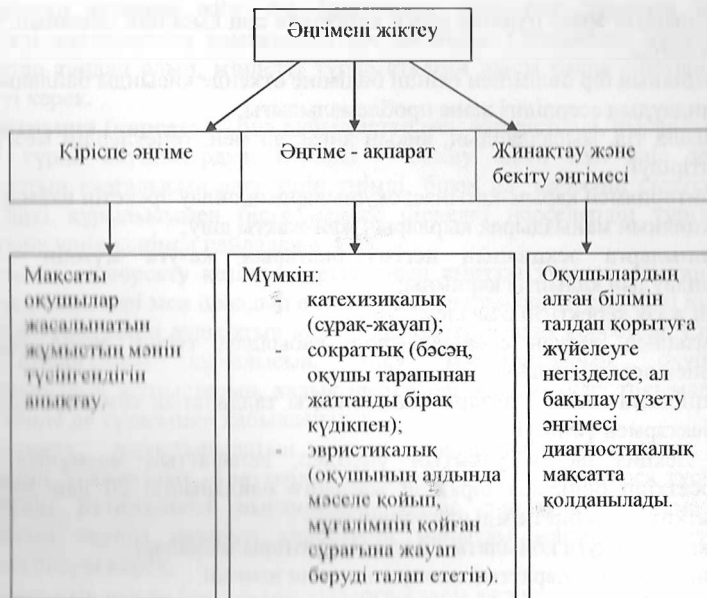 Әңгімені жіктеу
Кіріспе әңгіме
Әңгіме- ақпарат
Жинақтау және
бекіту әңгімесі
Мақсаты
оқушылар
жасалынатын
жұмыстың мәнін
түсінгендігін
анықтау.
Мүмкін:
- катехизикалық
(сұрақ-жауап);
- сократтық (бәсәң,
оқушы тарапынан
жаттанды бірақ
күдікпен);
- эвристикалық
(оқушының алдында
мәселе қойып,
мұғалімнің қойған
сұрағына жауап
беруді талап ететін).
Оқушылардың
алған білімін
талдап қорытуға
жүйелеуге
негізделсе, ал
бақылау түзету
әңгімесі
диагностикалық
мақсатта
қолданылады.